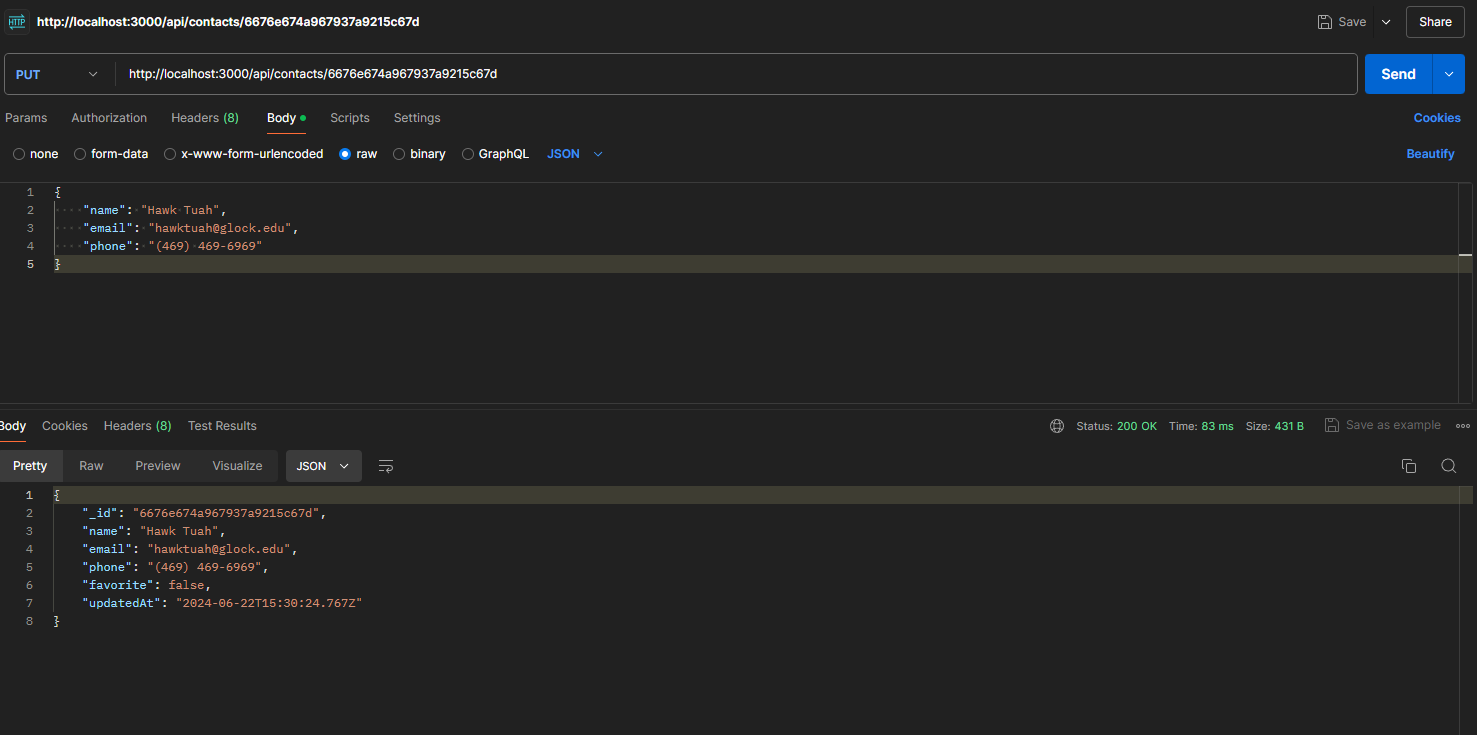 HTTP http://localhost:3000/api/contacts/6676e674a967937a9215c67d Save Share
PUT http://localhost:3000/api/contacts/6676e674a967937a9215c67d Send
Params Authorization Headers (8) Body Scripts Settings Cookies
none form-data x-www-form-urlencoded raw binary GraphQL JSON Beautify
1 {
2 "name": "Hawk Tuah",
3 "email": "hawktuah@glock.edu",
4 "phone": "(469) 469-6969"
5 }
Body Cookies Headers (8) Test Results Status: 200 OK Time: 83 ms Size: 431 B Save as example
Pretty Raw Preview Visualize JSON
1 {
2 "_id": "6676e674a967937a9215c67d",
3 "name": "Hawk Tuah",
4 "email": "hawktuah@glock.edu",
5 "phone": "(469) 469-6969",
6 "favorite": false,
7 "updatedAt": "2024-06-22T15:30:24.767Z"
8 }